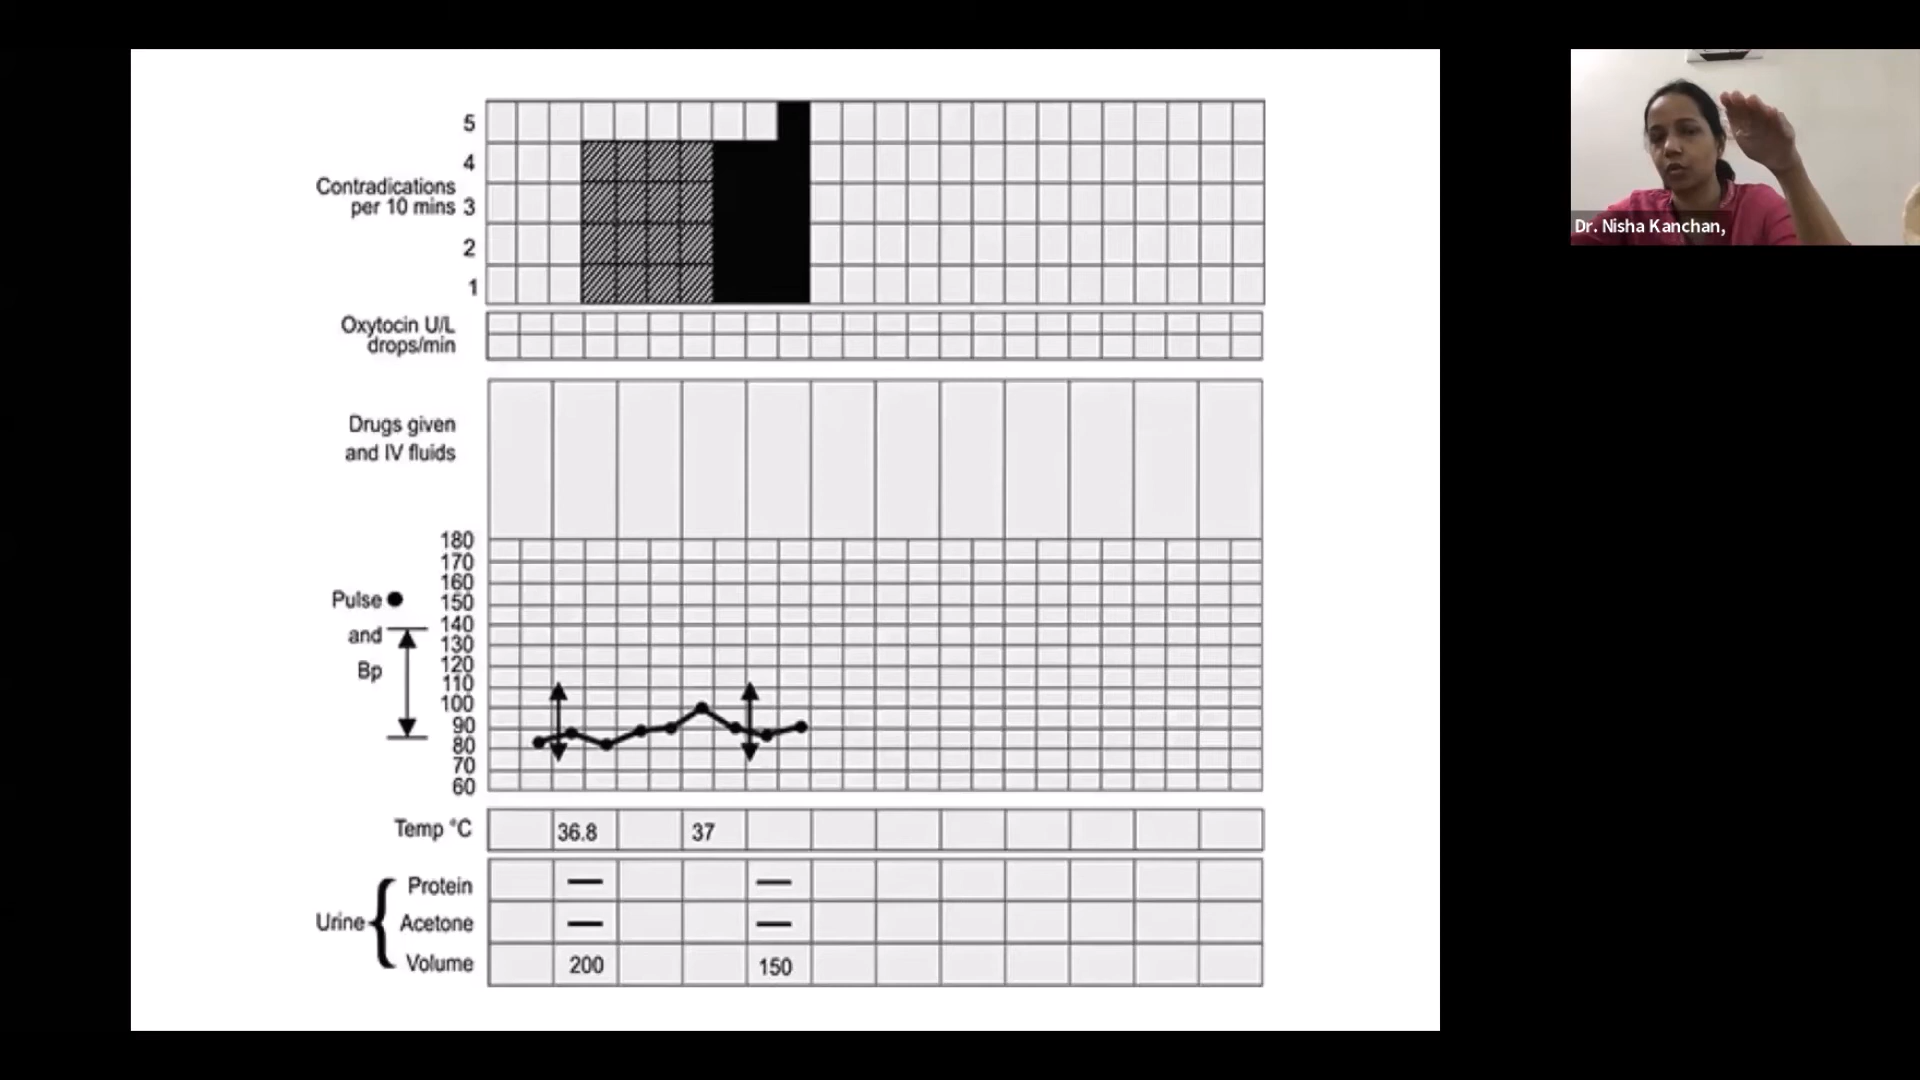 5
4
Contradications
per 10 mins 3
2
1
Oxytocin U/L
drops/min
Drugs given
and IV fluids
180
170
160
Pulse 150
140
and 130
120
Bp 110
100
90
80
70
60
Temp °C 36.8 37
Protein — —
Urine { Acetone — —
Volume 200 150
Dr. Nisha Kanchan,